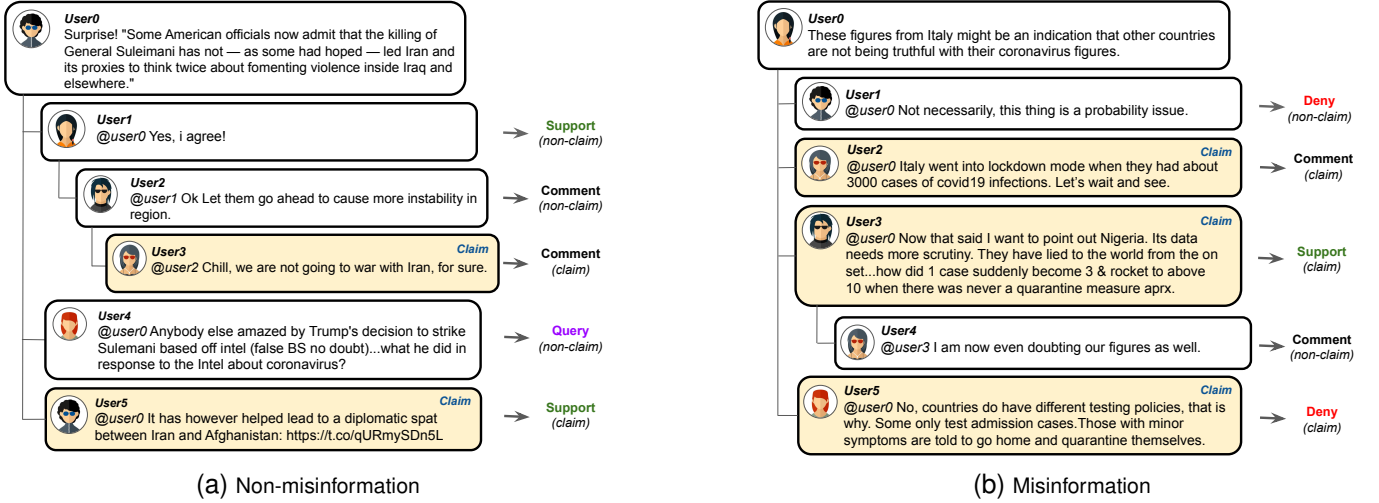 User0
Surprise! "Some American officials now admit that the killing of
General Suleimani has not — as some had hoped — led Iran and
its proxies to think twice about fomenting violence inside Iraq and
elsewhere."
User1
@user0 Yes, i agree!
Support
(non-claim)
User2
@user1 Ok Let them go ahead to cause more instability in
region.
Comment
(non-claim)
User3
Claim
@user2 Chill, we are not going to war with Iran, for sure.
Comment
(claim)
User4
@user0 Anybody else amazed by Trump's decision to strike
Sulemani based off intel (false BS no doubt)...what he did in
response to the Intel about coronavirus?
Query
(non-claim)
User5
Claim
@user0 It has however helped lead to a diplomatic spat
between Iran and Afghanistan: https://t.co/qURmySDn5L
Support
(claim)
(a) Non-misinformation
User0
These figures from Italy might be an indication that other countries
are not being truthful with their coronavirus figures.
User1
@user0 Not necessarily, this thing is a probability issue.
Deny
(non-claim)
User2
Claim
@user0 Italy went into lockdown mode when they had about
3000 cases of covid19 infections. Let's wait and see.
Comment
(claim)
User3
Claim
@user0 Now that said I want to point out Nigeria. Its data
needs more scrutiny. They have lied to the world from the on
set...how did 1 case suddenly become 3 & rocket to above
10 when there was never a quarantine measure aprx.
Support
(claim)
User4
@user3 I am now even doubting our figures as well.
Comment
(non-claim)
User5
Claim
@user0 No, countries do have different testing policies, that is
why. Some only test admission cases.Those with minor
symptoms are told to go home and quarantine themselves.
Deny
(claim)
(b) Misinformation